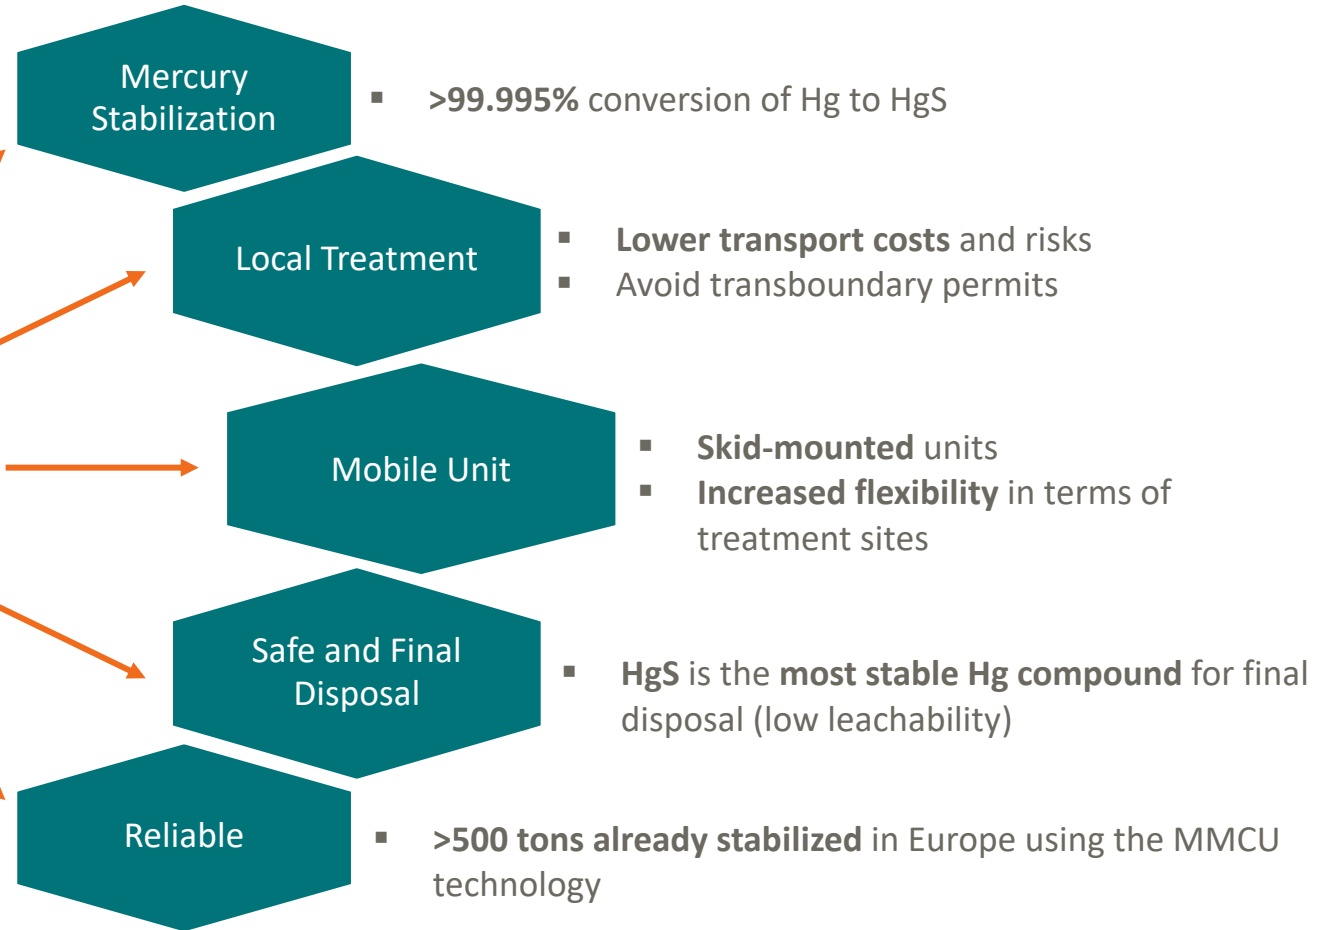 Mercury
Stabilization
▪ >99.995% conversion of Hg to HgS
Local Treatment
▪ Lower transport costs and risks
▪ Avoid transboundary permits
Mobile Unit
▪ Skid-mounted units
▪ Increased flexibility in terms of
treatment sites
Safe and Final
Disposal
▪ HgS is the most stable Hg compound for final
disposal (low leachability)
Reliable
▪ >500 tons already stabilized in Europe using the MMCU
technology